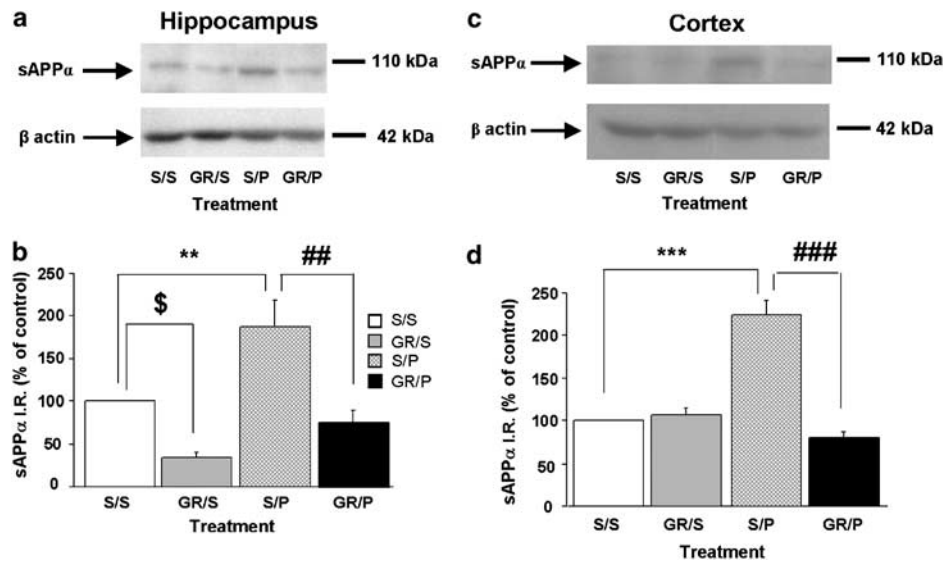 a
Hippocampus
sAPPα
110 kDa
β actin
42 kDa
S/S GR/S S/P GR/P
Treatment
b
**
##
$
250
200
150
100
50
0
sAPPα I.R. (% of control)
S/S
GR/S
S/P
GR/P
S/S GR/S S/P GR/P
Treatment
c
Cortex
sAPPα
110 kDa
β actin
42 kDa
S/S GR/S S/P GR/P
Treatment
d
***
###
250
200
150
100
50
0
sAPPα I.R. (% of control)
S/S GR/S S/P GR/P
Treatment